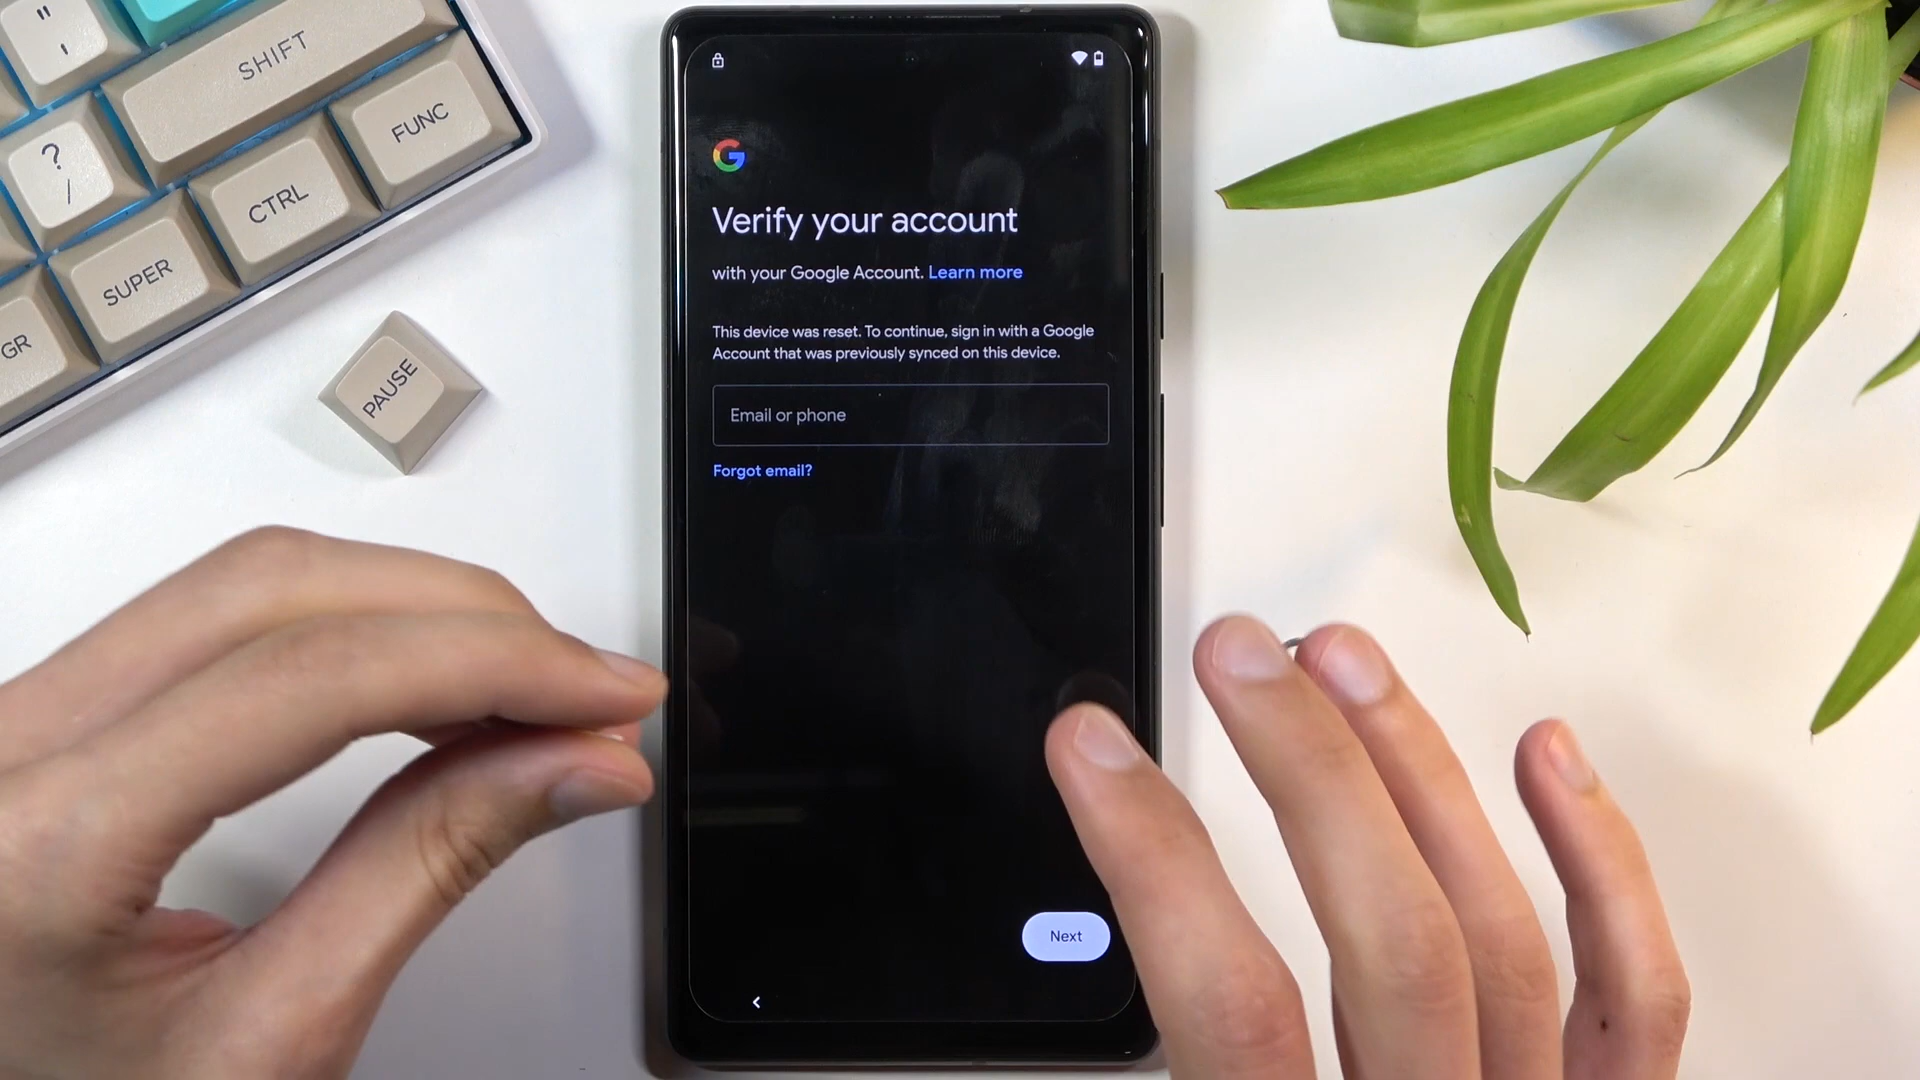 "
'
SHIFT
?
/
CTRL
FUNC
SUPER
GR
PAUSE
Verify your account
with your Google Account. Learn more
This device was reset. To continue, sign in with a Google
Account that was previously synced on this device.
Email or phone
Forgot email?
Next